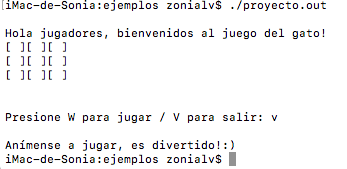 iMac-de-Sonia:ejemplos zonialv$ ./proyecto.out
Hola jugadores, bienvenidos al juego del gato!
[ ][ ][ ]
[ ][ ][ ]
[ ][ ][ ]
Presione W para jugar / V para salir: v
Anímense a jugar, es divertido!:)
iMac-de-Sonia:ejemplos zonialv$